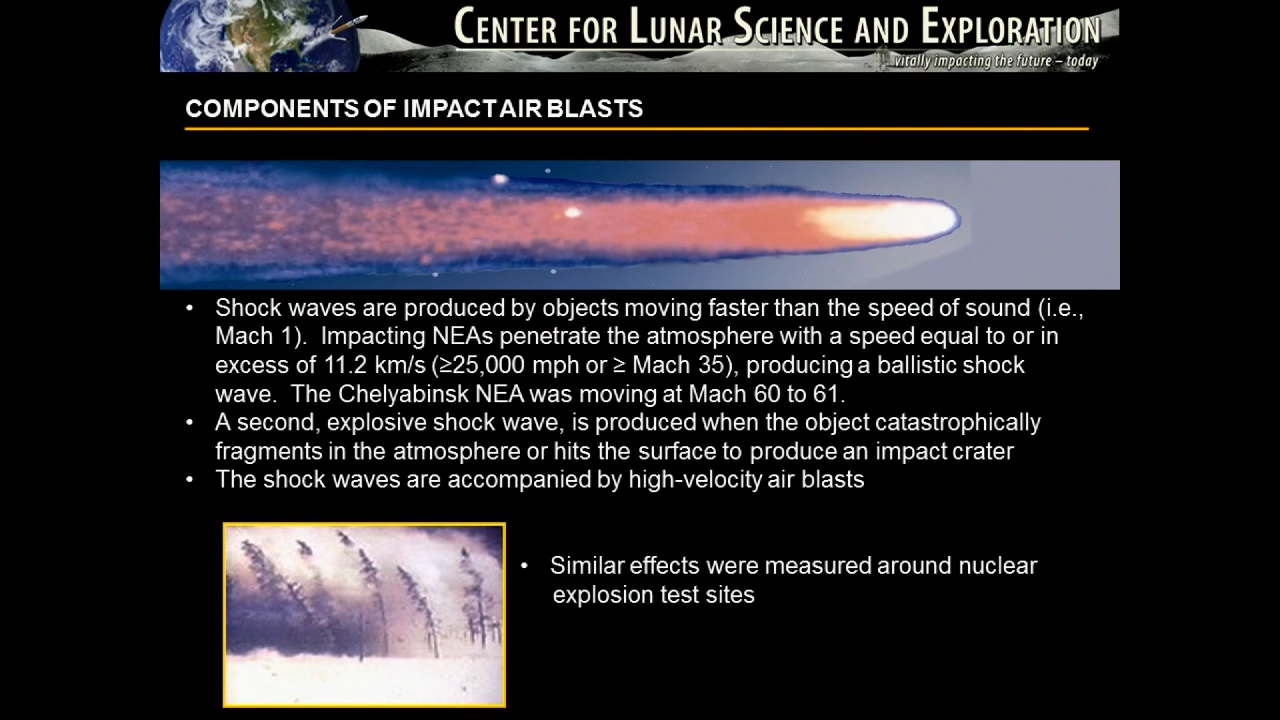 CENTER FOR LUNAR SCIENCE AND EXPLORATION
vitally impacting the future – today
COMPONENTS OF IMPACT AIR BLASTS
• Shock waves are produced by objects moving faster than the speed of sound (i.e.,
Mach 1).  Impacting NEAs penetrate the atmosphere with a speed equal to or in
excess of 11.2 km/s (≥25,000 mph or ≥ Mach 35), producing a ballistic shock
wave.  The Chelyabinsk NEA was moving at Mach 60 to 61.
• A second, explosive shock wave, is produced when the object catastrophically
fragments in the atmosphere or hits the surface to produce an impact crater
• The shock waves are accompanied by high-velocity air blasts
• Similar effects were measured around nuclear
explosion test sites